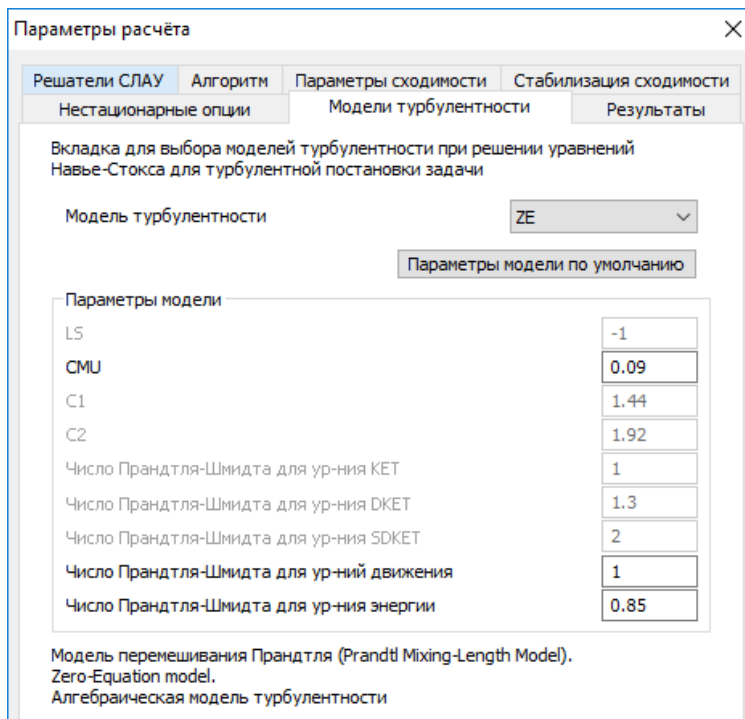 Параметры расчёта
Решатели СЛАУ Алгоритм Параметры сходимости Стабилизация сходимости
Нестационарные опции Модели турбулентности Результаты
Вкладка для выбора моделей турбулентности при решении уравнений
Навье-Стокса для турбулентной постановки задачи
Модель турбулентности ZE
Параметры модели по умолчанию
Параметры модели
LS -1
CMU 0.09
C1 1.44
C2 1.92
Число Прандтля-Шмидта для ур-ния KET 1
Число Прандтля-Шмидта для ур-ния DKET 1.3
Число Прандтля-Шмидта для ур-ния SDKET 2
Число Прандтля-Шмидта для ур-ний движения 1
Число Прандтля-Шмидта для ур-ния энергии 0.85
Модель перемешивания Прандтля (Prandtl Mixing-Length Model).
Zero-Equation model.
Алгебраическая модель турбулентности